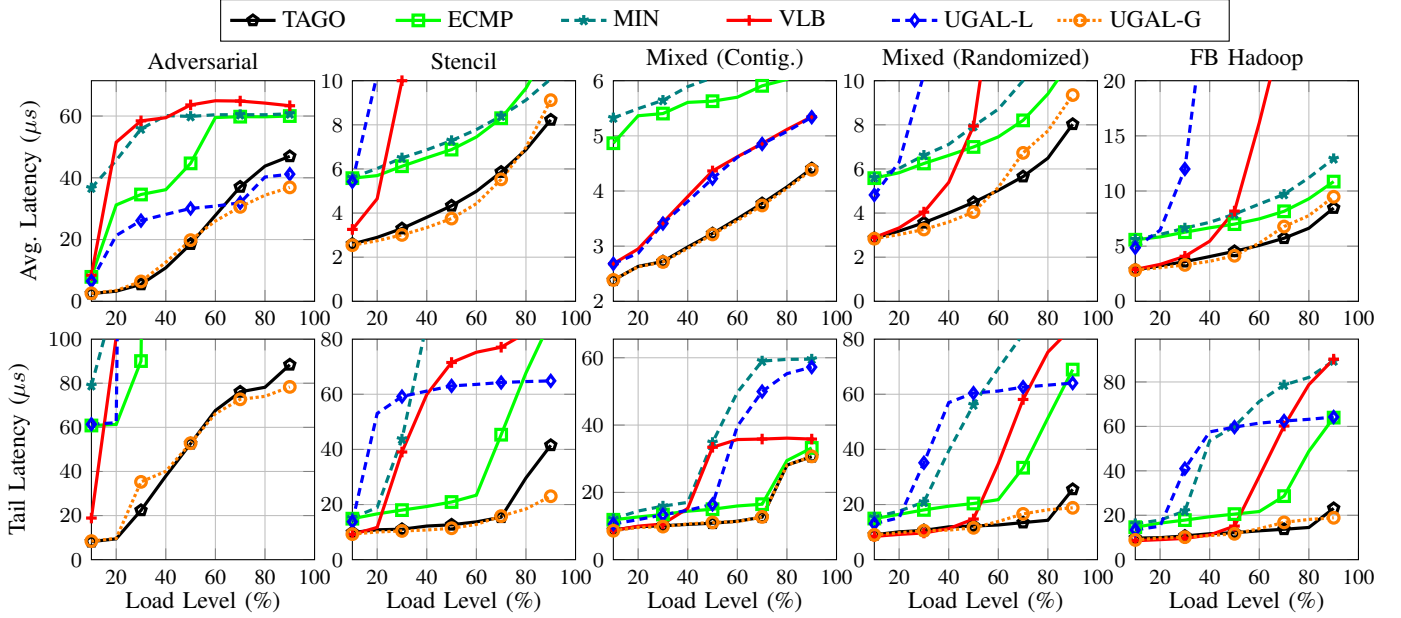 TAGO ECMP MIN VLB UGAL-L UGAL-G
Adversarial Stencil Mixed (Contig.) Mixed (Randomized) FB Hadoop
Avg. Latency (μs)
60
40
20
0
20 40 60 80 100
10
8
6
4
2
0
20 40 60 80 100
6
5
4
3
2
20 40 60 80 100
10
8
6
4
2
0
20 40 60 80 100
20
15
10
5
0
20 40 60 80 100
Tail Latency (μs)
100
80
60
40
20
0
20 40 60 80 100
Load Level (%)
80
60
40
20
0
20 40 60 80 100
Load Level (%)
60
40
20
0
20 40 60 80 100
Load Level (%)
80
60
40
20
0
20 40 60 80 100
Load Level (%)
80
60
40
20
0
20 40 60 80 100
Load Level (%)